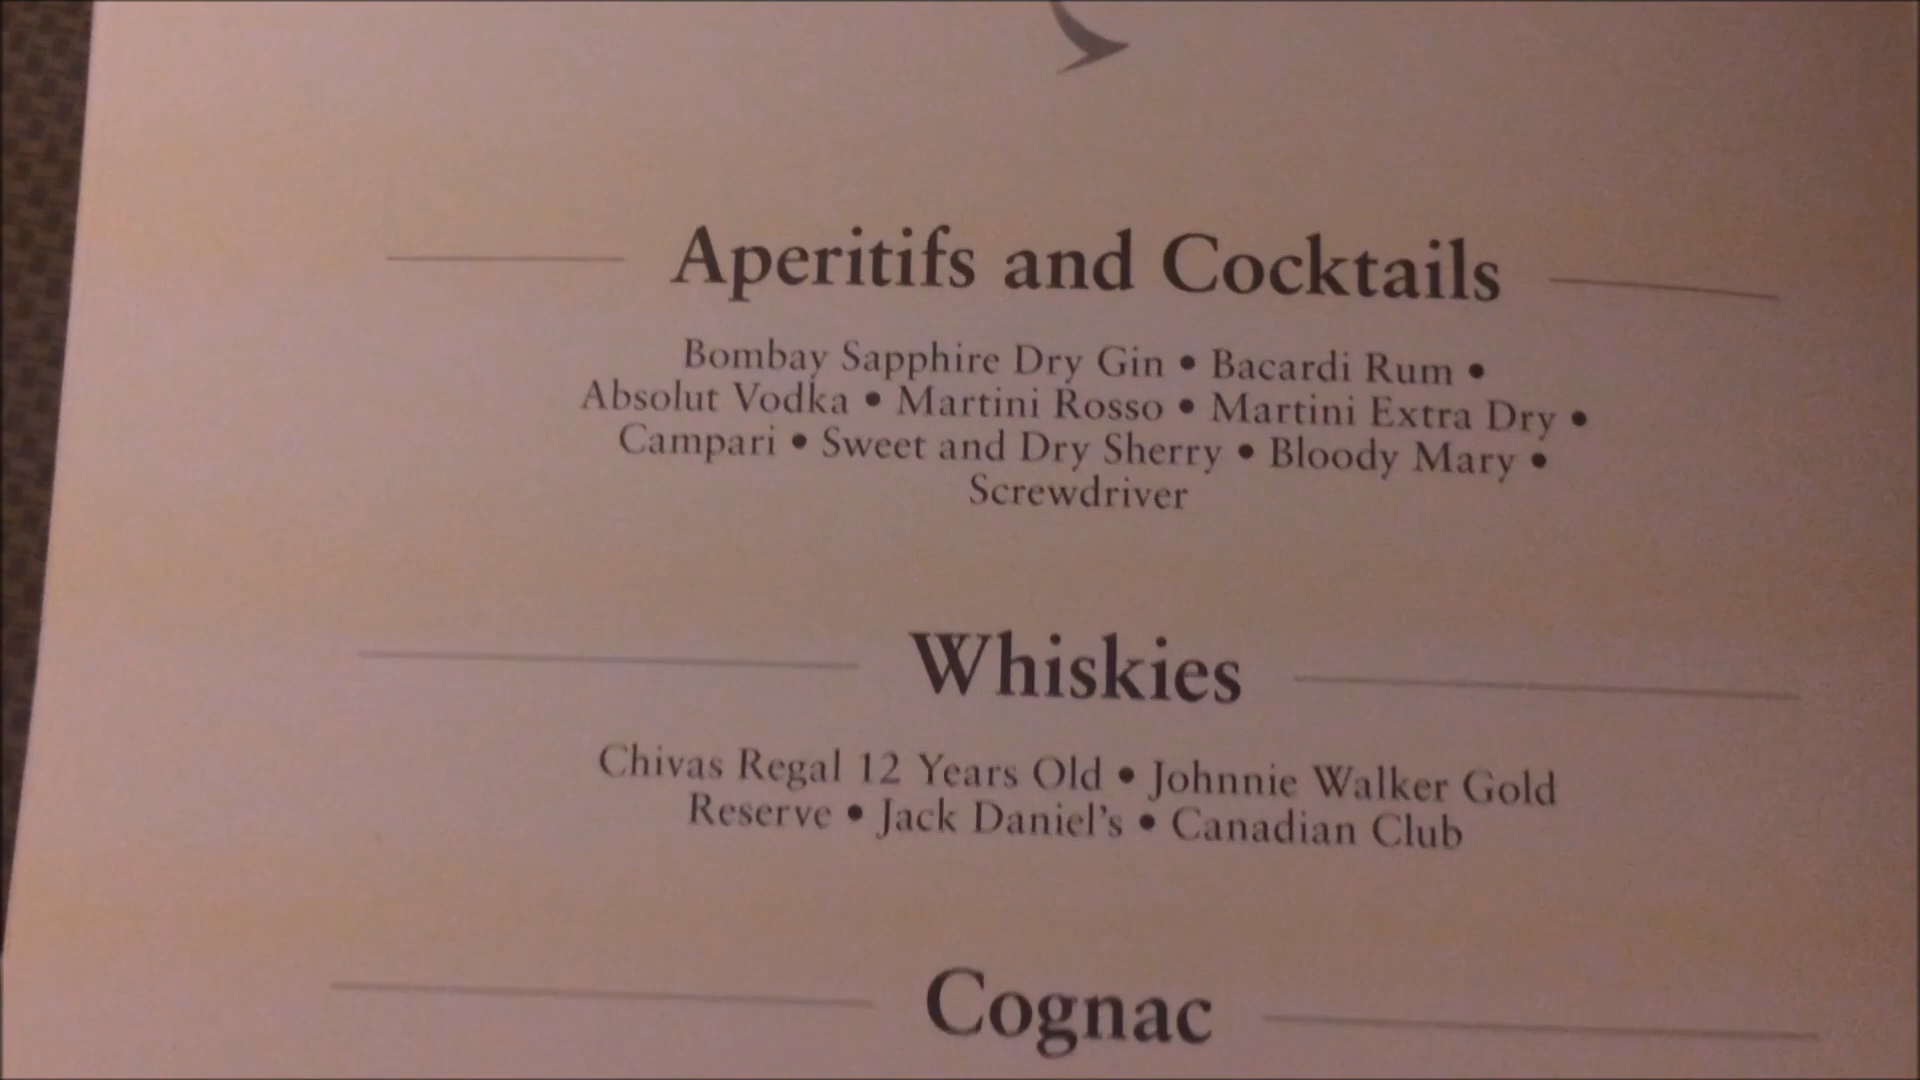 Aperitifs and Cocktails
Bombay Sapphire Dry Gin • Bacardi Rum •
Absolut Vodka • Martini Rosso • Martini Extra Dry •
Campari • Sweet and Dry Sherry • Bloody Mary •
Screwdriver
Whiskies
Chivas Regal 12 Years Old • Johnnie Walker Gold
Reserve • Jack Daniel's • Canadian Club
Cognac